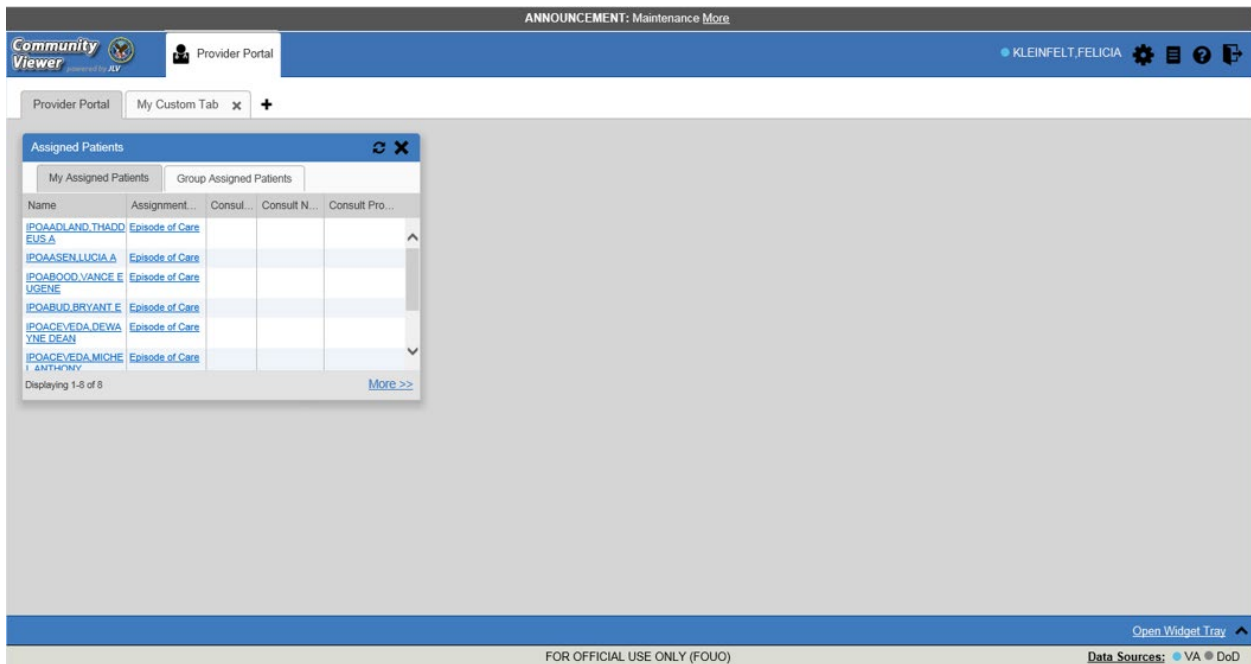 ANNOUNCEMENT: Maintenance More
Community
Viewer powered by JLV
Provider Portal
KLEINFELT,FELICIA
Provider Portal
My Custom Tab
Assigned Patients
My Assigned Patients
Group Assigned Patients
Name Assignment... Consul... Consult N... Consult Pro...
IPOAADLAND,THADD Episode of Care
EUS A
IPOAASEN,LUCIA A Episode of Care
IPOABOOD,VANCE E Episode of Care
UGENE
IPOABUD,BRYANT E Episode of Care
IPOACEVEDA,DEWA Episode of Care
YNE DEAN
IPOACEVEDA,MICHE Episode of Care
L ANTHONY
Displaying 1-8 of 8 More >>
Open Widget Tray
FOR OFFICIAL USE ONLY (FOUO)
Data Sources: VA DoD